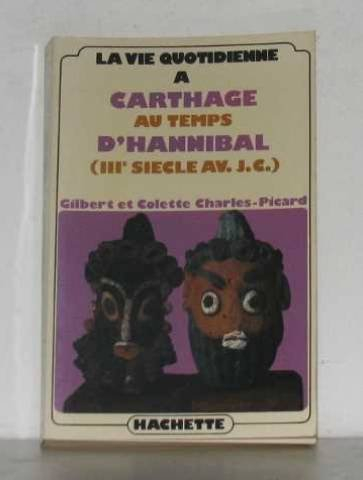 LA VIE QUOTIDIENNE
A
CARTHAGE
AU TEMPS
D'HANNIBAL
(IIIᵉ SIECLE AV. J.C.)
Gilbert et Colette Charles-Picard
HACHETTE